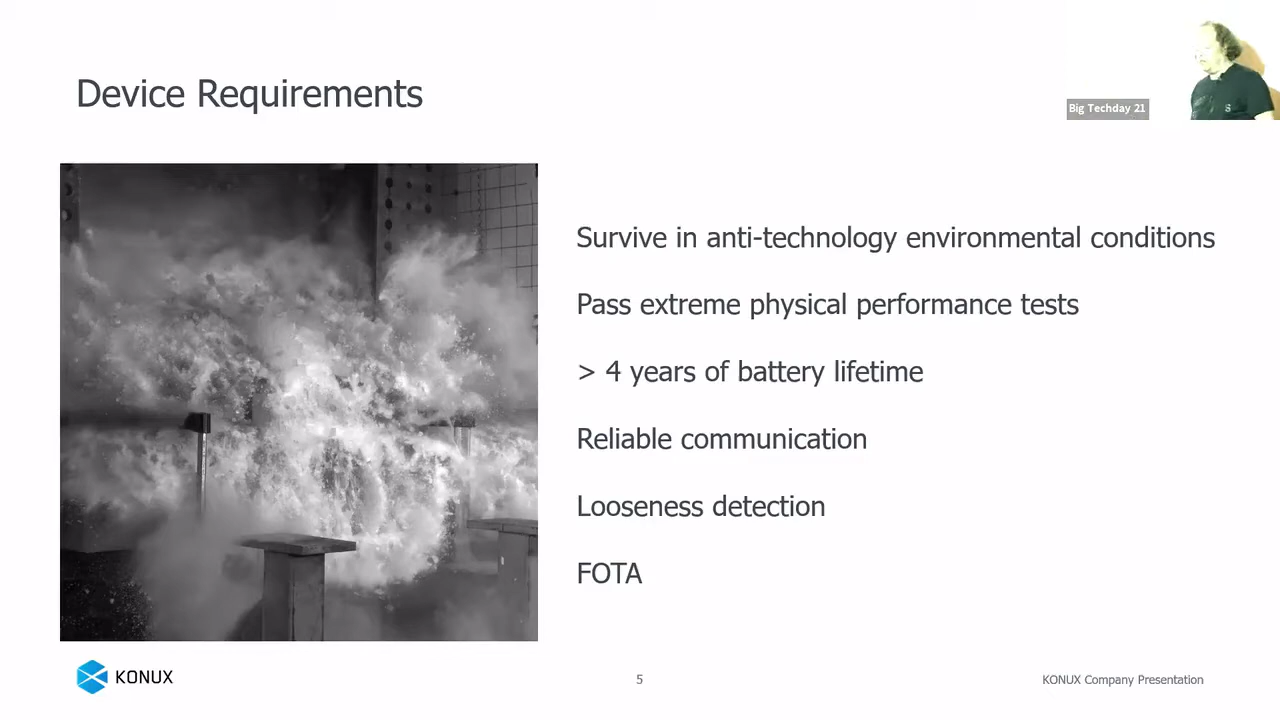 Device Requirements
Big Techday 21
Survive in anti-technology environmental conditions
Pass extreme physical performance tests
> 4 years of battery lifetime
Reliable communication
Looseness detection
FOTA
KONUX
5
KONUX Company Presentation